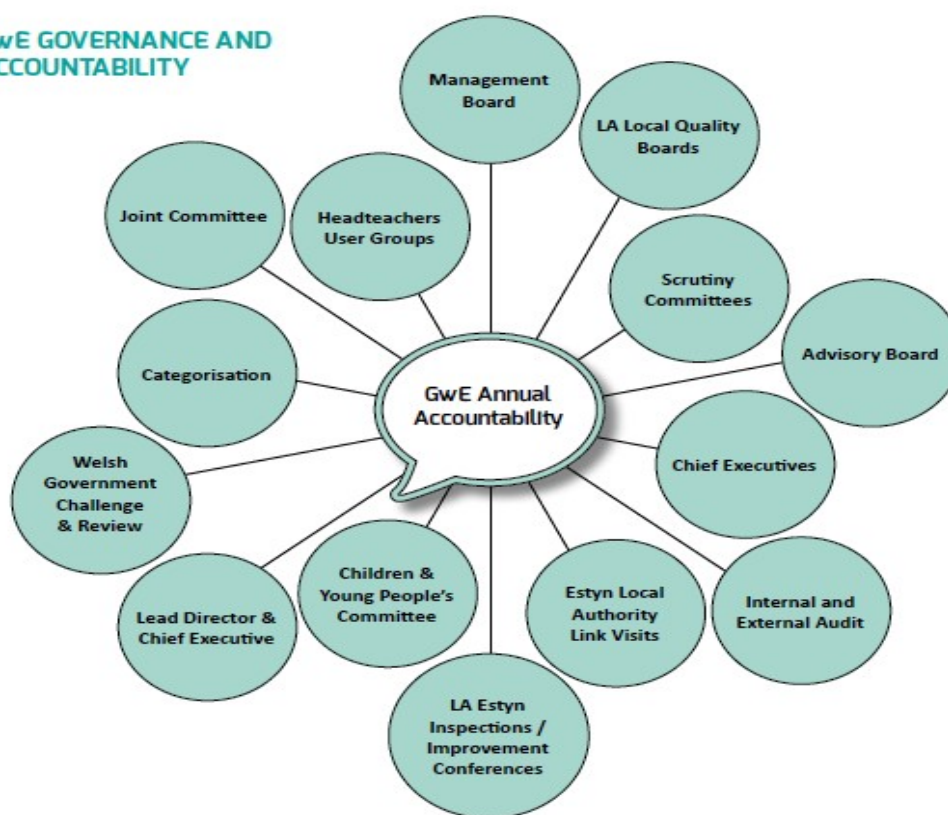 wE GOVERNANCE AND
CCOUNTABILITY
Management
Board
LA Local Quality
Boards
Joint Committee
Headteachers
User Groups
Scrutiny
Committees
Advisory Board
Categorisation
GwE Annual
Accountability
Chief Executives
Welsh
Government
Challenge
& Review
Lead Director &
Chief Executive
Children &
Young People's
Committee
Estyn Local
Authority
Link Visits
Internal and
External Audit
LA Estyn
Inspections /
Improvement
Conferences